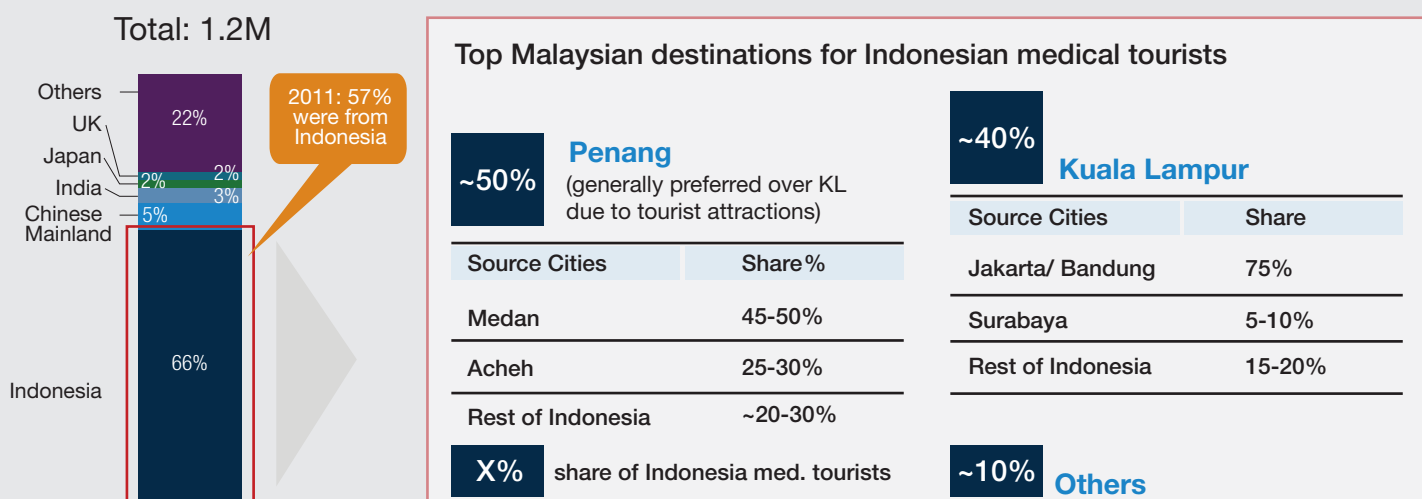 Total: 1.2M
Others
22%
UK
2%
Japan
2%
India
3%
Chinese
Mainland
5%
Indonesia
66%
2011: 57%
were from
Indonesia
Top Malaysian destinations for Indonesian medical tourists
~50%
Penang
(generally preferred over KL
due to tourist attractions)
Source Cities Share%
Medan 45-50%
Acheh 25-30%
Rest of Indonesia ~20-30%
X% share of Indonesia med. tourists
~40%
Kuala Lampur
Source Cities Share
Jakarta/ Bandung 75%
Surabaya 5-10%
Rest of Indonesia 15-20%
~10%
Others